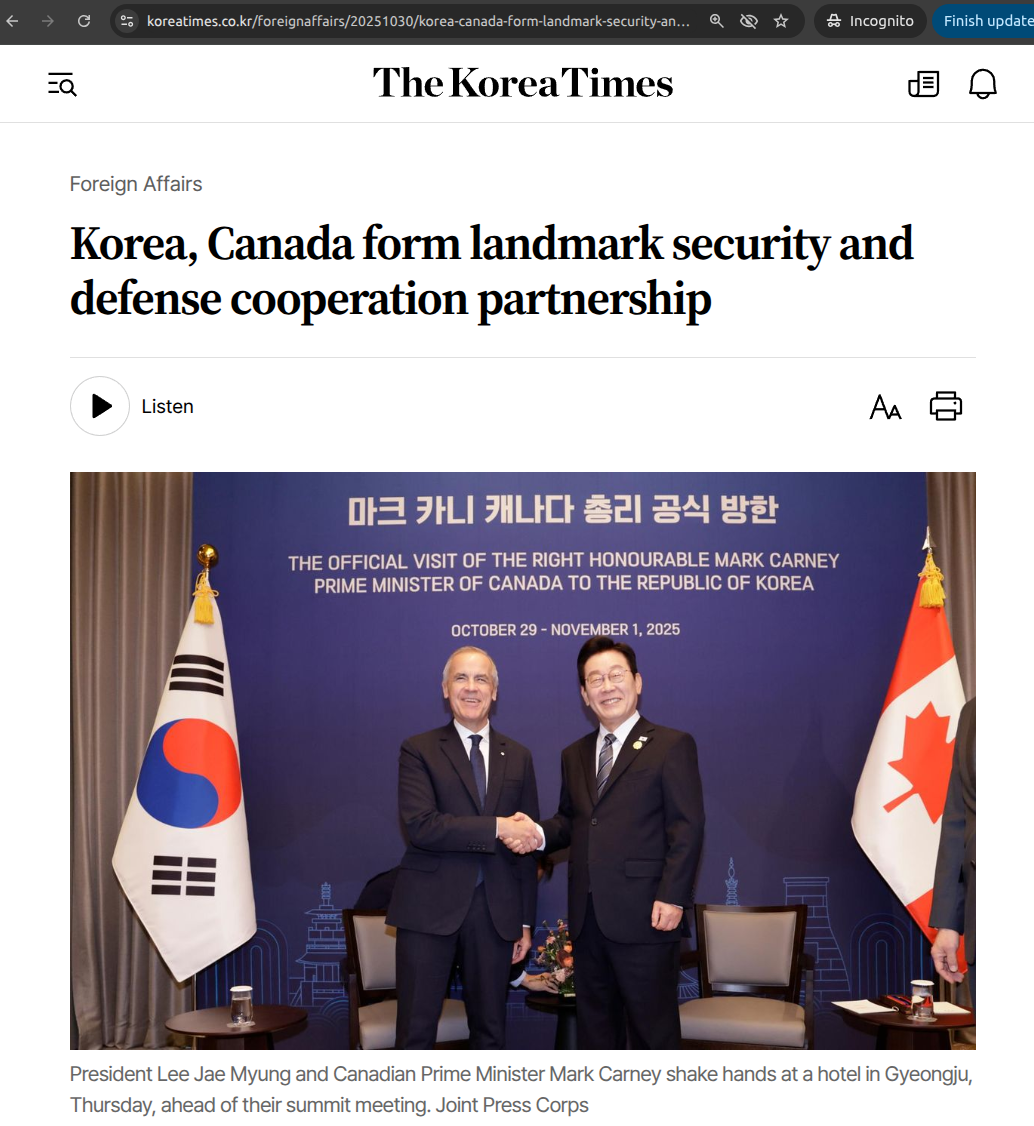 koreatimes.co.kr/foreignaffairs/20251030/korea-canada-form-landmark-security-an...
Incognito
Finish update
The Korea Times
Foreign Affairs
Korea, Canada form landmark security and
defense cooperation partnership
Listen
AA
마크 카니 캐나다 총리 공식 방한
THE OFFICIAL VISIT OF THE RIGHT HONOURABLE MARK CARNEY
PRIME MINISTER OF CANADA TO THE REPUBLIC OF KOREA
OCTOBER 29 - NOVEMBER 1, 2025
President Lee Jae Myung and Canadian Prime Minister Mark Carney shake hands at a hotel in Gyeongju,
Thursday, ahead of their summit meeting. Joint Press Corps